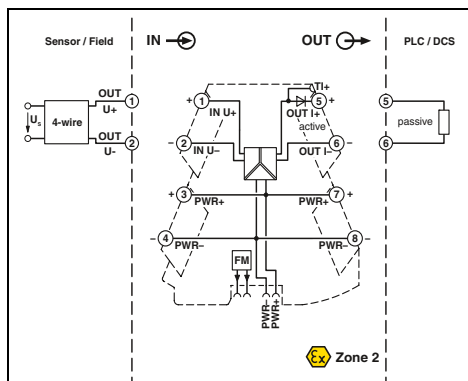 Sensor / Field
IN
OUT
PLC / DCS
OUT
U+
1
+
1
IN U+
TI+
5
+
OUT I+
active
5
Us
4-wire
passive
OUT
U-
2
-
2
IN U-
6
-
OUT I-
6
+
3
PWR+
7
+
PWR+
-
4
PWR-
8
-
PWR-
FM
PWR-
PWR+
Ex
Zone 2